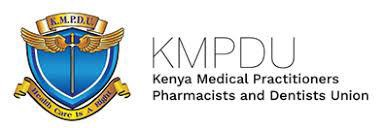 K.M.P.D.U.
Health Care Is A Right
KMPDU
Kenya Medical Practitioners
Pharmacists and Dentists Union